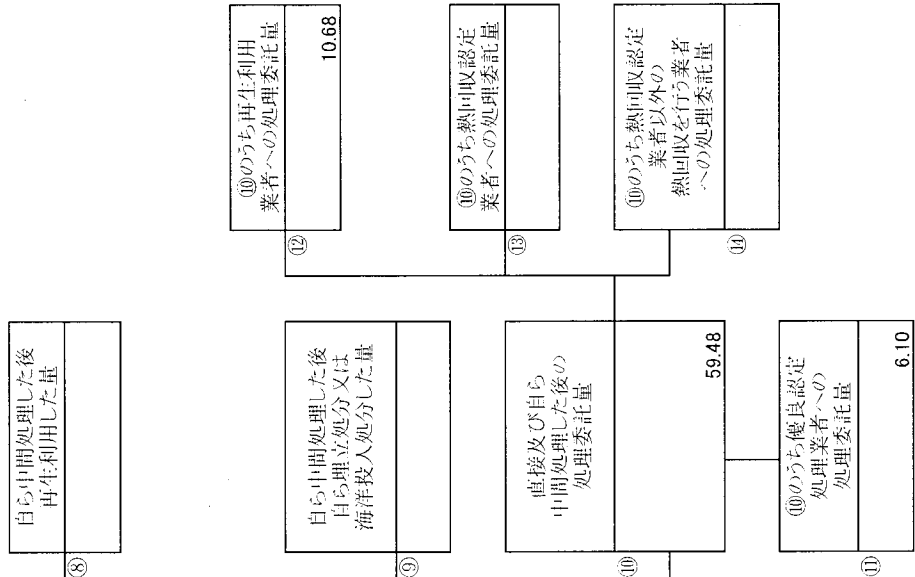 ⑧
自ら中間処理した後
再生利用した量
⑨
自ら中間処理した後
自ら埋立処分又は
海洋投入処分した量
⑩
直接及び自ら
中間処理した後の
処理委託量
59.48
⑪
⑩のうち優良認定
処理業者への
処理委託量
6.10
⑫
⑩のうち再生利用
業者への処理委託量
10.68
⑬
⑩のうち熱回収認定
業者への処理委託量
⑭
⑩のうち熱回収認定
業者以外の
熱回収を行う業者
への処理委託量